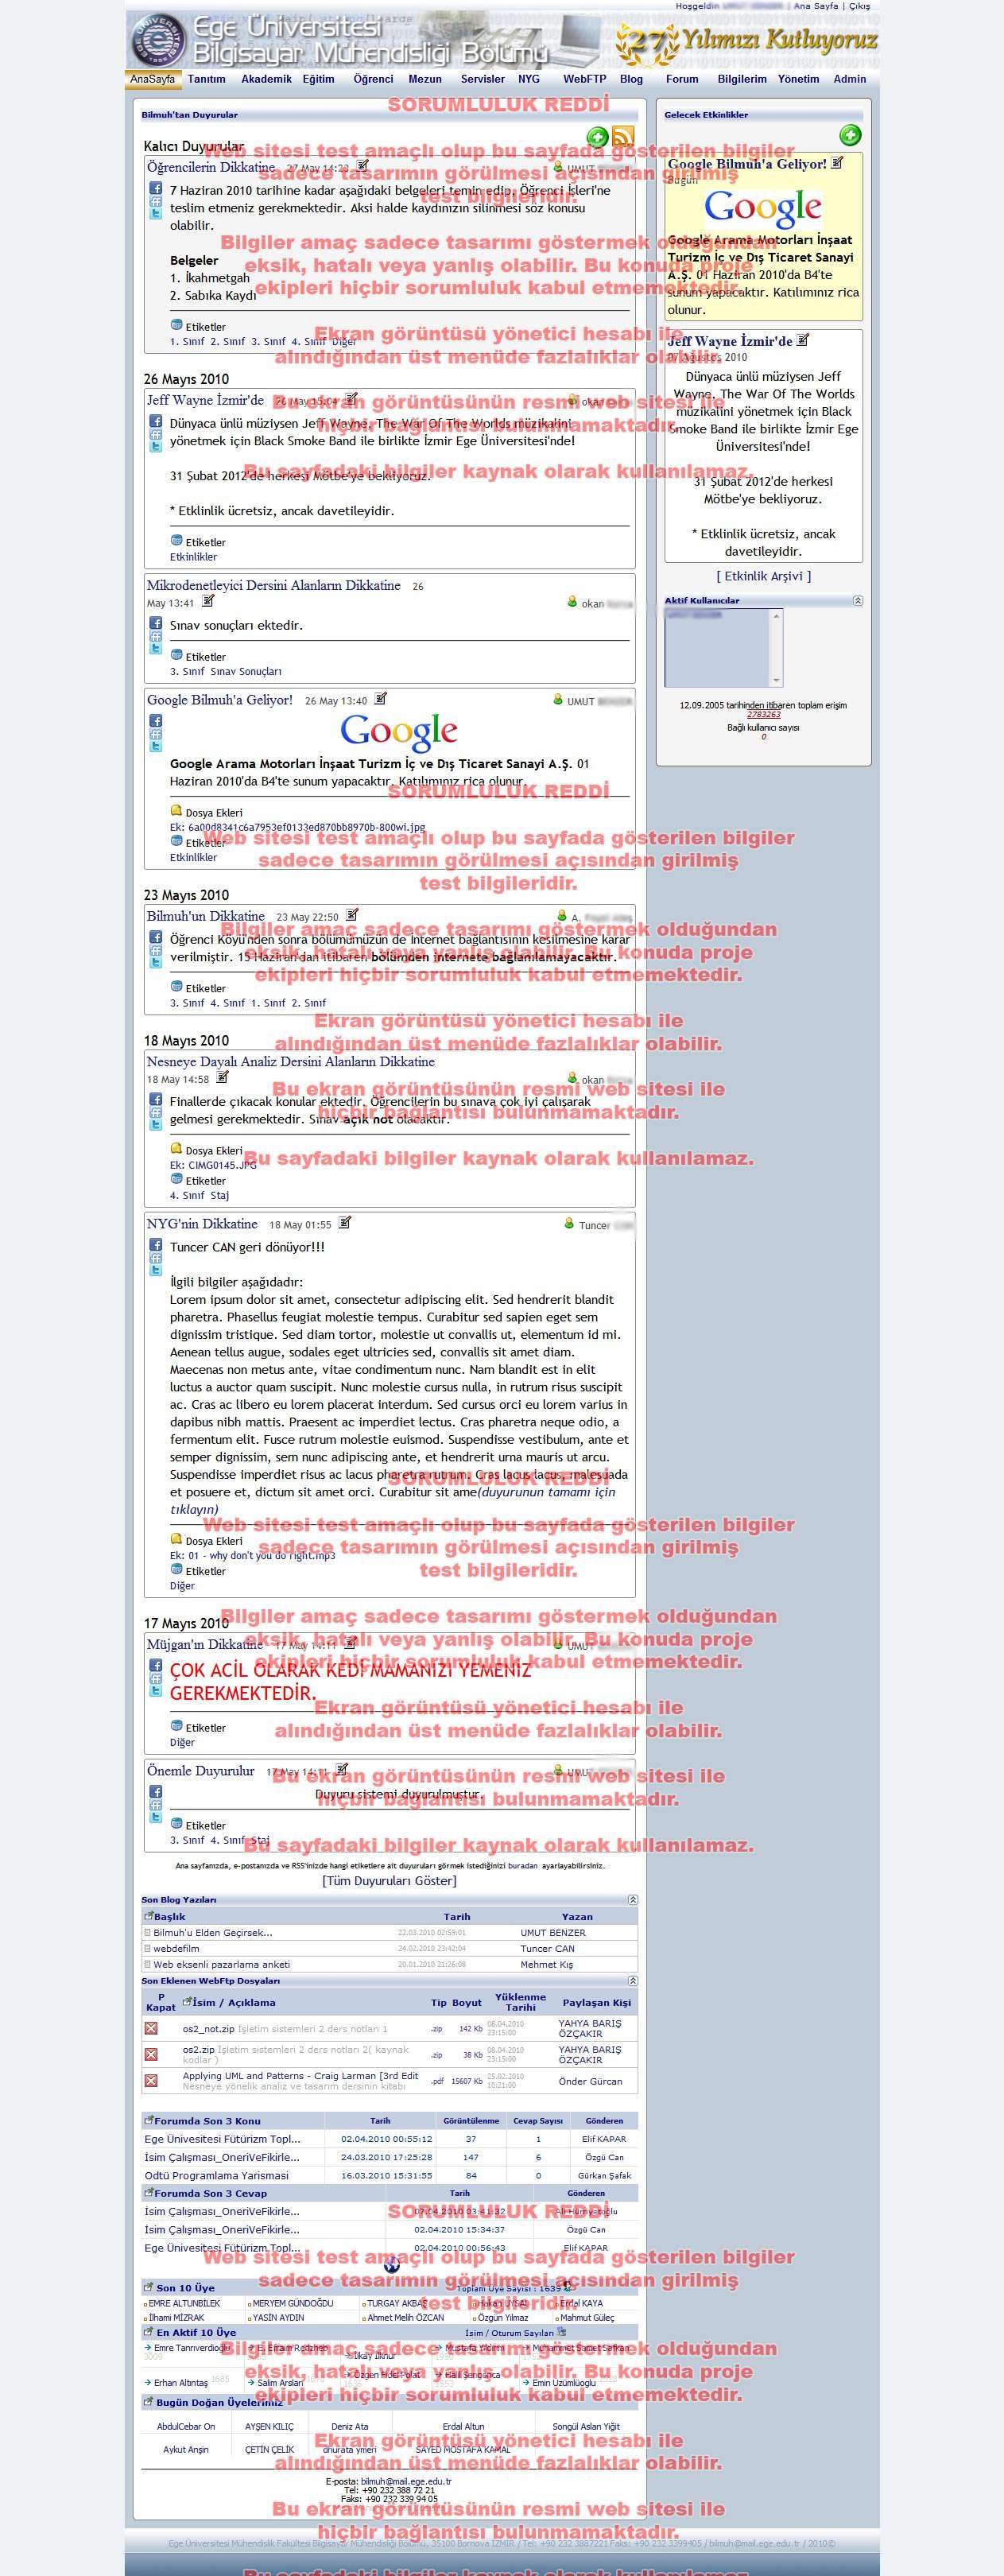 Hoşgeldin | Ana Sayfa | Çıkış
Ege Üniversitesi
Bilgisayar Mühendisliği Bölümü
27. Yılımızı Kutluyoruz
AnaSayfa Tanıtım Akademik Eğitim Öğrenci Mezun Servisler NYG WebFTP Blog Forum Bilgilerim Yönetim Admin
Bilmuh'tan Duyurular
SORUMLULUK REDDİ
Web sitesi test amaçlı olup bu sayfada gösterilen bilgiler
sadece tasarımın görülmesi açısından girilmiş
test bilgileridir.
Bilgiler amaç sadece tasarımı göstermek olduğundan
eksik, hatalı veya yanlış olabilir. Bu konuda proje
ekipleri hiçbir sorumluluk kabul etmemektedir.
Ekran görüntüsü yönetici hesabı ile
alındığından üst menüde fazlalıklar olabilir.
Bu ekran görüntüsünün resmi web sitesi ile
hiçbir bağlantısı bulunmamaktadır.
Bu sayfadaki bilgiler kaynak olarak kullanılamaz.
Kalıcı Duyurular
Öğrencilerin Dikkatine 27 May 14:23 UMUT
7 Haziran 2010 tarihine kadar aşağıdaki belgeleri temin edip, Öğrenci İşleri'ne
teslim etmeniz gerekmektedir. Aksi halde kaydınızın silinmesi söz konusu
olabilir.
Belgeler
1. İkahmetgah
2. Sabıka Kaydı
Etiketler
1. Sınıf 2. Sınıf 3. Sınıf 4. Sınıf Diğer
26 Mayıs 2010
Jeff Wayne İzmir'de 26 May 15:04 okan
Dünyaca ünlü müziysen Jeff Wayne, The War Of The Worlds müzikalini
yönetmek için Black Smoke Band ile birlikte İzmir Ege Üniversitesi'nde!
31 Şubat 2012'de herkesi Mötbe'ye bekliyoruz.
* Etklinlik ücretsiz, ancak davetileyidir.
Etiketler
Etkinlikler
Mikrodenetleyici Dersini Alanların Dikkatine 26
May 13:41 okan
Sınav sonuçları ektedir.
Etiketler
3. Sınıf Sınav Sonuçları
Google Bilmuh'a Geliyor! 26 May 13:40 UMUT
Google
Google Arama Motorları İnşaat Turizm İç ve Dış Ticaret Sanayi A.Ş. 01
Haziran 2010'da B4'te sunum yapacaktır. Katılımınız rica olunur.
Dosya Ekleri
Ek: 6a00d8341c6a7953ef0133ed870bb8970b-800wi.jpg
Etiketler
Etkinlikler
SORUMLULUK REDDİ
Web sitesi test amaçlı olup bu sayfada gösterilen bilgiler
sadece tasarımın görülmesi açısından girilmiş
test bilgileridir.
Bilgiler amaç sadece tasarımı göstermek olduğundan
eksik, hatalı veya yanlış olabilir. Bu konuda proje
ekipleri hiçbir sorumluluk kabul etmemektedir.
Ekran görüntüsü yönetici hesabı ile
alındığından üst menüde fazlalıklar olabilir.
Bu ekran görüntüsünün resmi web sitesi ile
hiçbir bağlantısı bulunmamaktadır.
Bu sayfadaki bilgiler kaynak olarak kullanılamaz.
23 Mayıs 2010
Bilmuh'un Dikkatine 23 May 22:50 A.
Öğrenci Köyü'nden sonra bölümümüzün de İnternet bağlantısının kesilmesine karar
verilmiştir. 15 Haziran'dan itibaren bölümden internete bağlanılamayacaktır.
Etiketler
3. Sınıf 4. Sınıf 1. Sınıf 2. Sınıf
18 Mayıs 2010
Nesneye Dayalı Analiz Dersini Alanların Dikkatine
18 May 14:58 okan
Finallerde çıkacak konular ektedir. Öğrencilerin bu sınava çok iyi çalışarak
gelmesi gerekmektedir. Sınav açık not olacaktır.
Dosya Ekleri
Ek: CIMG0145.JPG
Etiketler
4. Sınıf Staj
NYG'nin Dikkatine 18 May 01:55 Tuncer
Tuncer CAN geri dönüyor!!!
İlgili bilgiler aşağıdadır:
Lorem ipsum dolor sit amet, consectetur adipiscing elit. Sed hendrerit blandit
pharetra. Phasellus feugiat molestie tempus. Curabitur sed sapien eget sem
dignissim tristique. Sed dui tortor, molestie ut convallis ut, elementum id mi.
Aenean tellus augue, sodales eget ultricies sed, convallis sit amet diam.
Maecenas non metus ante, vitae condimentum nunc. Nam blandit est in elit
luctus a auctor quam suscipit. Nunc molestie cursus nulla, in rutrum risus suscipit
ac. Cras ac libero eu lorem placerat interdum. Sed cursus orci eu lorem varius in
dapibus nibh mattis. Praesent ac imperdiet lectus. Cras pharetra neque odio, a
fermentum elit. Fusce rutrum molestie euismod. Suspendisse vestibulum, ante et
semper dignissim, sem nunc adipiscing ante, et hendrerit urna mauris ut arcu.
Suspendisse imperdiet risus ac lacus pharetra rutrum. Cras lacus lacus, malesuada
et posuere et, dictum sit amet orci. Curabitur sit ame(duyurunun tamamı için
tıklayın)
Dosya Ekleri
Ek: 01 - why don't you do right.mp3
Etiketler
Diğer
SORUMLULUK REDDİ
Web sitesi test amaçlı olup bu sayfada gösterilen bilgiler
sadece tasarımın görülmesi açısından girilmiş
test bilgileridir.
Bilgiler amaç sadece tasarımı göstermek olduğundan
eksik, hatalı veya yanlış olabilir. Bu konuda proje
ekipleri hiçbir sorumluluk kabul etmemektedir.
Ekran görüntüsü yönetici hesabı ile
alındığından üst menüde fazlalıklar olabilir.
Bu ekran görüntüsünün resmi web sitesi ile
hiçbir bağlantısı bulunmamaktadır.
Bu sayfadaki bilgiler kaynak olarak kullanılamaz.
17 Mayıs 2010
Müjgan'ın Dikkatine 17 May 14:11 UMUT
ÇOK ACİL OLARAK KEDİ MAMANIZI YEMENİZ
GEREKMEKTEDİR.
Etiketler
Diğer
Önemle Duyurulur 17 May 14:11 UMUT
Duyuru sistemi duyurulmuştur.
Etiketler
3. Sınıf 4. Sınıf Staj
Ana sayfanızda, e-postanızda ve RSS'inizde hangi etiketlere ait duyuruları görmek istediğinizi buradan ayarlayabilirsiniz.
[Tüm Duyuruları Göster]
Son Blog Yazıları
Başlık Tarih Yazan
Bilmuh'u Elden Geçirsek... 22.03.2010 02:59:01 UMUT BENZER
webdefilm 24.02.2010 23:42:04 Tuncer CAN
Web eksenli pazarlama anketi 20.01.2010 21:26:08 Mehmet Kış
Son Eklenen WebFtp Dosyaları
P Kapat İsim / Açıklama Tip Boyut Yüklenme Tarihi Paylaşan Kişi
os2_not.zip İşletim sistemleri 2 ders notları 1 .zip 142 Kb 08.04.2010 23:15:00 YAHYA BARIŞ ÖZÇAKIR
os2.zip İşletim sistemleri 2 ders notları 2( kaynak kodlar ) .zip 38 Kb 08.04.2010 23:15:00 YAHYA BARIŞ ÖZÇAKIR
Applying UML and Patterns - Craig Larman [3rd Edit Nesneye yönelik analiz ve tasarım dersinin kitabı .pdf 15607 Kb 25.02.2010 10:21:00 Önder Gürcan
Forumda Son 3 Konu Tarih Görüntülenme Cevap Sayısı Gönderen
Ege Ünivesitesi Fütürizm Topl... 02.04.2010 00:55:12 37 1 Elif KAPAR
İsim Çalışması_OneriVeFikirle... 24.03.2010 17:25:28 147 6 Özgü Can
Odtü Programlama Yarismasi 16.03.2010 15:31:55 84 0 Gürkan Şafak
Forumda Son 3 Cevap Tarih Gönderen
İsim Çalışması_OneriVeFikirle... 07.04.2010 03:41:32 Ali Hürriyetoğlu
İsim Çalışması_OneriVeFikirle... 02.04.2010 15:34:37 Özgü Can
Ege Ünivesitesi Fütürizm Topl... 02.04.2010 00:56:43 Elif KAPAR
SORUMLULUK REDDİ
Web sitesi test amaçlı olup bu sayfada gösterilen bilgiler
sadece tasarımın görülmesi açısından girilmiş
test bilgileridir.
Bilgiler amaç sadece tasarımı göstermek olduğundan
eksik, hatalı veya yanlış olabilir. Bu konuda proje
ekipleri hiçbir sorumluluk kabul etmemektedir.
Ekran görüntüsü yönetici hesabı ile
alındığından üst menüde fazlalıklar olabilir.
Bu ekran görüntüsünün resmi web sitesi ile
hiçbir bağlantısı bulunmamaktadır.
Bu sayfadaki bilgiler kaynak olarak kullanılamaz.
Son 10 Üye Toplam Üye Sayısı : 1639
EMRE ALTUNBİLEK MERYEM GÜNDOĞDU TURGAY AKBAŞ Hakan UYSAL Erdal KAYA
İlhami MIZRAK YASİN AYDIN Ahmet Melih ÖZCAN Özgün Yılmaz Mahmut Güleç
En Aktif 10 Üye İsim / Oturum Sayıları
Emre Tanrıverdioğlu 3009 İlkay Ilknur
Erhan Altıntaş 1685 Salim Arslan Emin Uzümlüoglu
Bugün Doğan Üyelerimiz
AbdulCebar On AYŞEN KILIÇ Deniz Ata Erdal Altun Songül Aslan Yiğit
Aykut Anşin ÇETİN ÇELİK dhurata ymeri SAYED MOSTAFA KAMAL
E-posta: bilmuh@mail.ege.edu.tr
Tel: +90 232 388 72 21
Faks: +90 232 339 94 05
Gelecek Etkinlikler
Google Bilmuh'a Geliyor!
Bugün
Google
Google Arama Motorları İnşaat
Turizm İç ve Dış Ticaret Sanayi
A.Ş. 01 Haziran 2010'da B4'te
sunum yapacaktır. Katılımınız rica
olunur.
Jeff Wayne İzmir'de
07 Ağustos 2010
Dünyaca ünlü müziysen Jeff
Wayne, The War Of The Worlds
müzikalini yönetmek için Black
Smoke Band ile birlikte İzmir Ege
Üniversitesi'nde!
31 Şubat 2012'de herkesi
Mötbe'ye bekliyoruz.
* Etklinlik ücretsiz, ancak
davetileyidir.
[ Etkinlik Arşivi ]
Aktif Kullanıcılar
12.09.2005 tarihinden itibaren toplam erişim
2783263
Bağlı kullanıcı sayısı
0
Ege Üniversitesi Mühendislik Fakültesi Bilgisayar Mühendisliği Bölümü, 35100 Bornova İZMİR / Tel: +90 232 3887221 Faks: +90 232 3399405 / bilmuh@mail.ege.edu.tr / 2010©